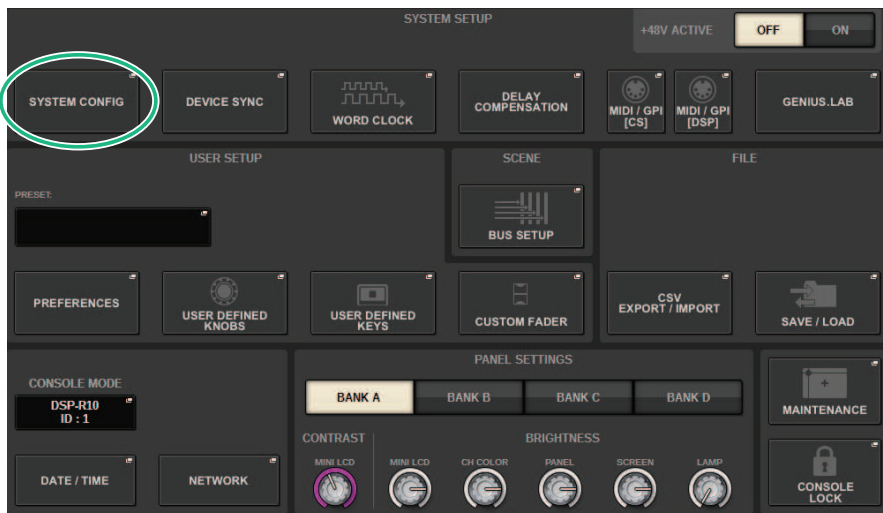 SYSTEM SETUP
+48V ACTIVE
OFF
ON
SYSTEM CONFIG
DEVICE SYNC
WORD CLOCK
DELAY
COMPENSATION
MIDI / GPI
[CS]
MIDI / GPI
[DSP]
GENIUS.LAB
USER SETUP
SCENE
FILE
PRESET:
BUS SETUP
PREFERENCES
USER DEFINED
KNOBS
USER DEFINED
KEYS
CUSTOM FADER
CSV
EXPORT / IMPORT
SAVE / LOAD
CONSOLE MODE
DSP-R10
ID : 1
PANEL SETTINGS
BANK A
BANK B
BANK C
BANK D
MAINTENANCE
CONTRAST
BRIGHTNESS
MINI LCD
MINI LCD
CH COLOR
PANEL
SCREEN
LAMP
DATE / TIME
NETWORK
CONSOLE
LOCK